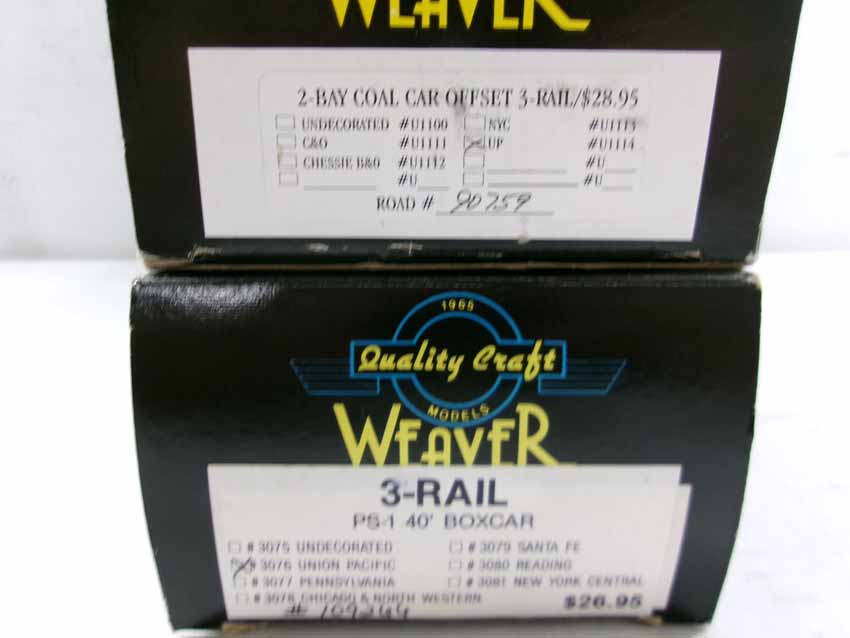 WEAVER
2-BAY COAL CAR OFFSET 3-RAIL/$28.95
UNDECORATED #U1100 NYC #U1113
C&O #U1111 UP #U1114
CHESSIE B&O #U1112 #U
#U #U
ROAD # 90759
1965
Quality Craft
MODELS
WEAVER
3-RAIL
PS-1 40' BOXCAR
# 3075 UNDECORATED # 3079 SANTA FE
# 3076 UNION PACIFIC # 3080 READING
# 3077 PENNSYLVANIA # 3081 NEW YORK CENTRAL
# 3078 CHICAGO & NORTH WESTERN $26.95
# 109266